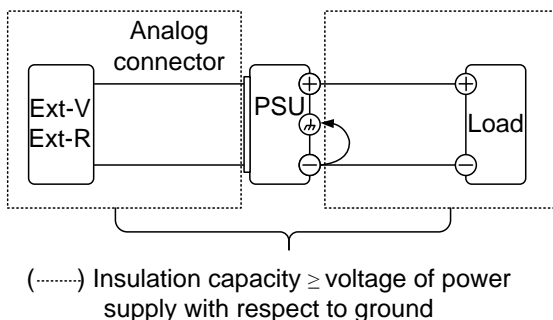 Analog
connector
Ext-V
Ext-R
PSU
Load
(--------) Insulation capacity ≥ voltage of power
supply with respect to ground